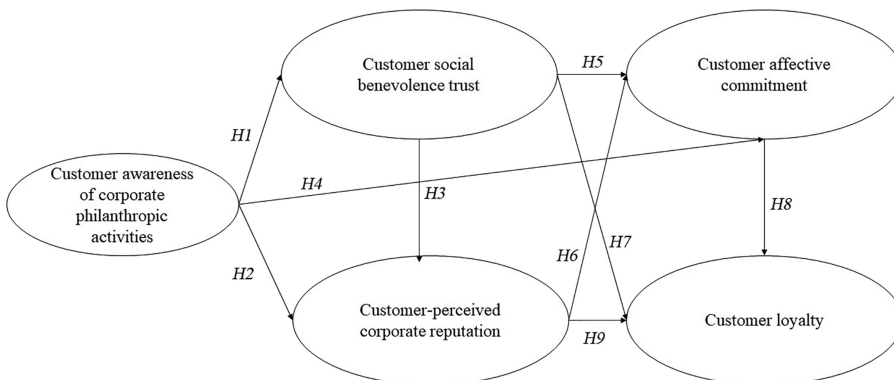 Customer social
benevolence trust
H5
Customer affective
commitment
H1
Customer awareness
of corporate
philanthropic
activities
H4
H3
H8
H2
H6
H7
Customer-perceived
corporate reputation
H9
Customer loyalty